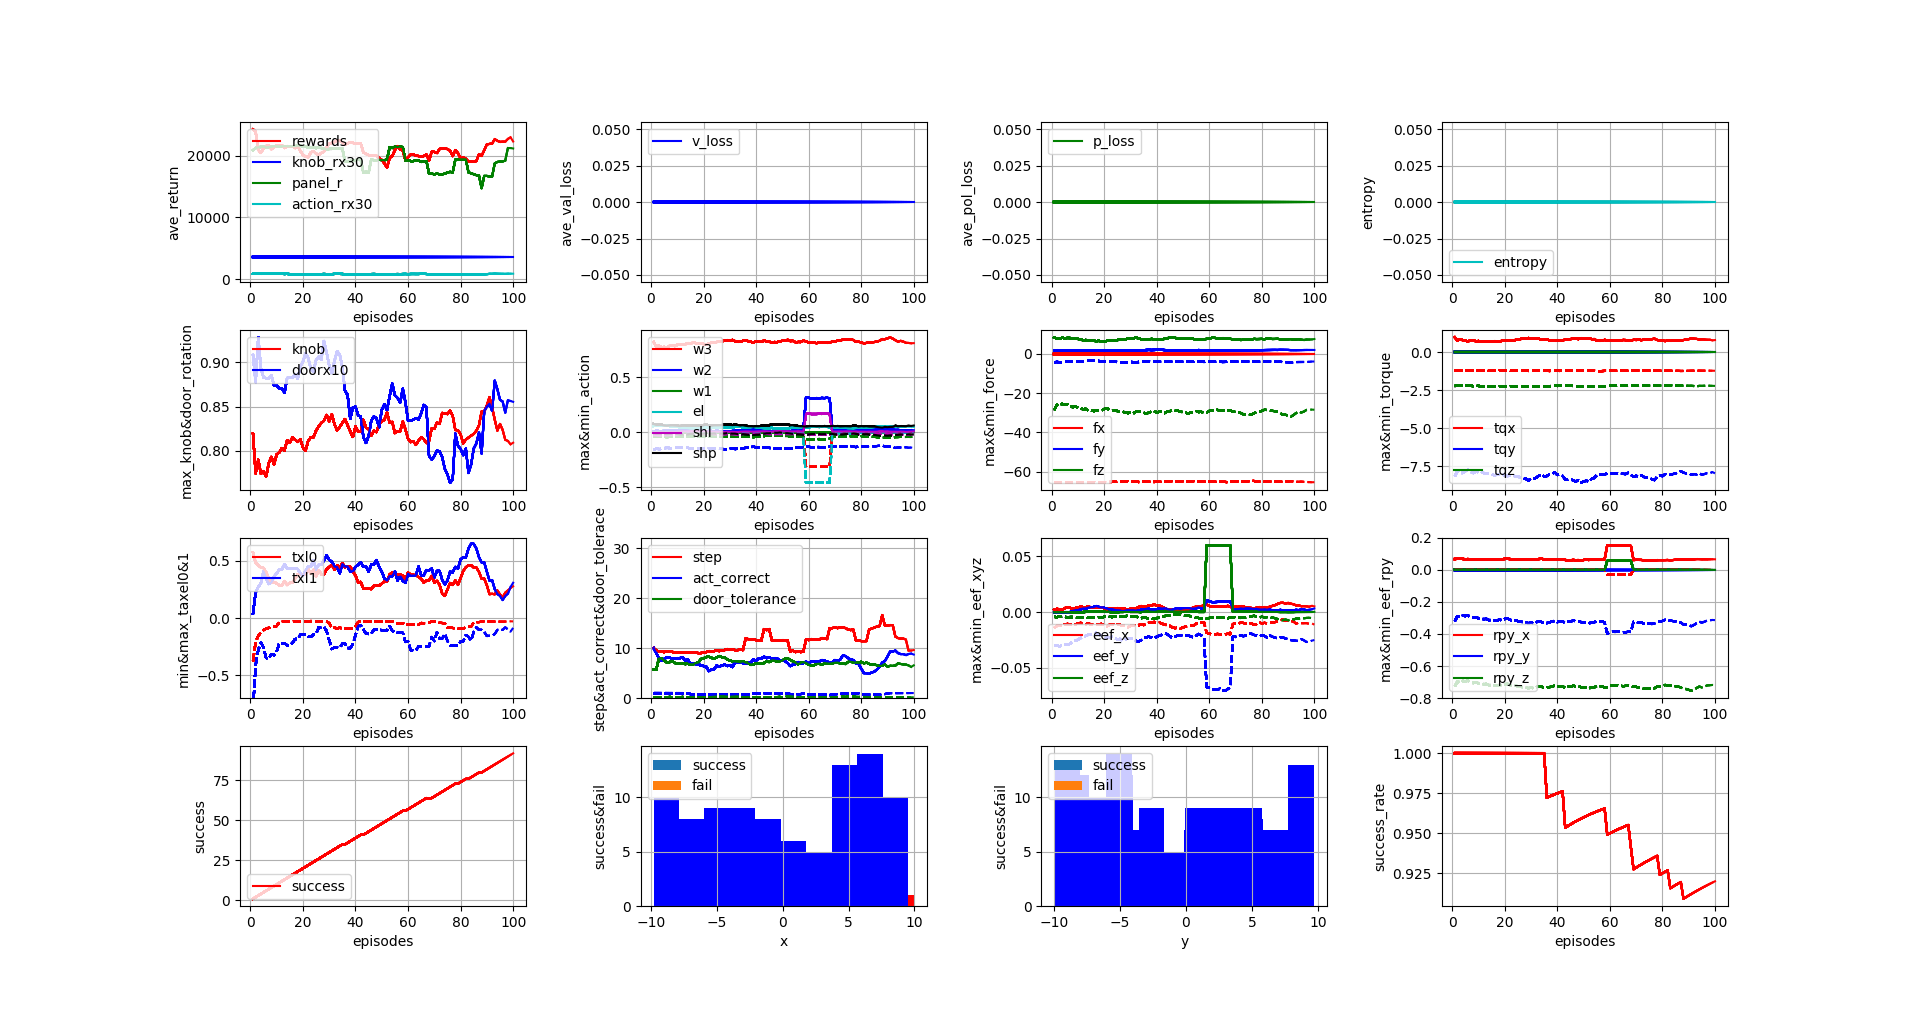 ave_return
20000
10000
0
rewards
knob_rx30
panel_r
action_rx30
0 20 40 60 80 100
episodes
ave_val_loss
0.050
0.025
0.000
−0.025
−0.050
v_loss
0 20 40 60 80 100
episodes
ave_pol_loss
0.050
0.025
0.000
−0.025
−0.050
p_loss
0 20 40 60 80 100
episodes
entropy
0.050
0.025
0.000
−0.025
−0.050
entropy
0 20 40 60 80 100
episodes
max_knob&door_rotation
0.90
0.85
0.80
knob
doorx10
0 20 40 60 80 100
episodes
max&min_action
0.5
0.0
−0.5
w3
w2
w1
el
shl
shp
0 20 40 60 80 100
episodes
max&min_force
0
−20
−40
−60
fx
fy
fz
0 20 40 60 80 100
episodes
max&min_torque
0.0
−2.5
−5.0
−7.5
tqx
tqy
tqz
0 20 40 60 80 100
episodes
min&max_taxel0&1
0.5
0.0
−0.5
txl0
txl1
0 20 40 60 80 100
episodes
step&act_correct&door_tolerace
30
20
10
0
step
act_correct
door_tolerance
0 20 40 60 80 100
episodes
max&min_eef_xyz
0.05
0.00
−0.05
eef_x
eef_y
eef_z
0 20 40 60 80 100
episodes
max&min_eef_rpy
0.2
0.0
−0.2
−0.4
−0.6
−0.8
rpy_x
rpy_y
rpy_z
0 20 40 60 80 100
episodes
success
75
50
25
0
success
0 20 40 60 80 100
episodes
success&fail
10
5
0
success
fail
−10 −5 0 5 10
x
success&fail
10
5
0
success
fail
−10 −5 0 5 10
y
success_rate
1.000
0.975
0.950
0.925
0 20 40 60 80 100
episodes